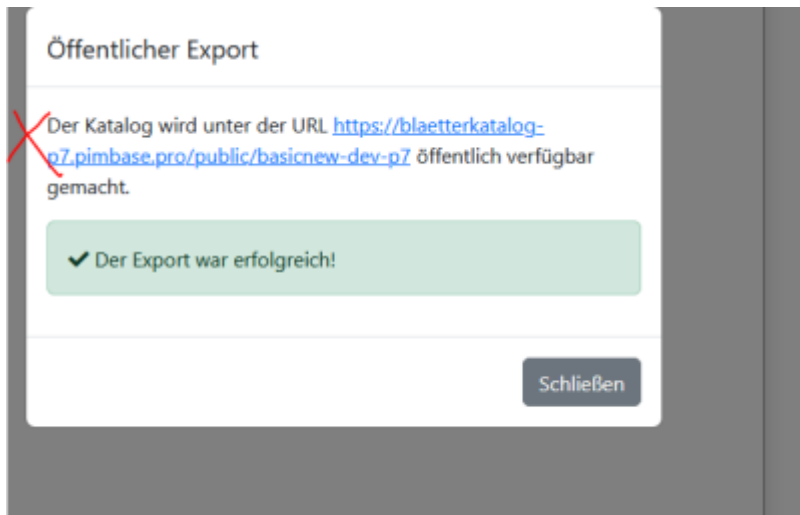 Öffentlicher Export
Der Katalog wird unter der URL https://blaetterkatalog-
p7.pimbase.pro/public/basicnew-dev-p7 öffentlich verfügbar
gemacht.
Der Export war erfolgreich!
Schließen